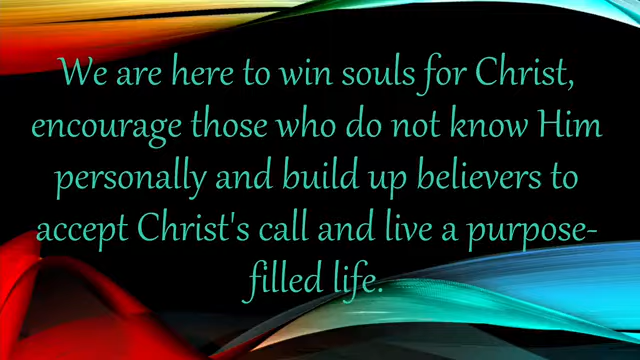 We are here to win souls for Christ,
encourage those who do not know Him
personally and build up believers to
accept Christ's call and live a purpose-
filled life.